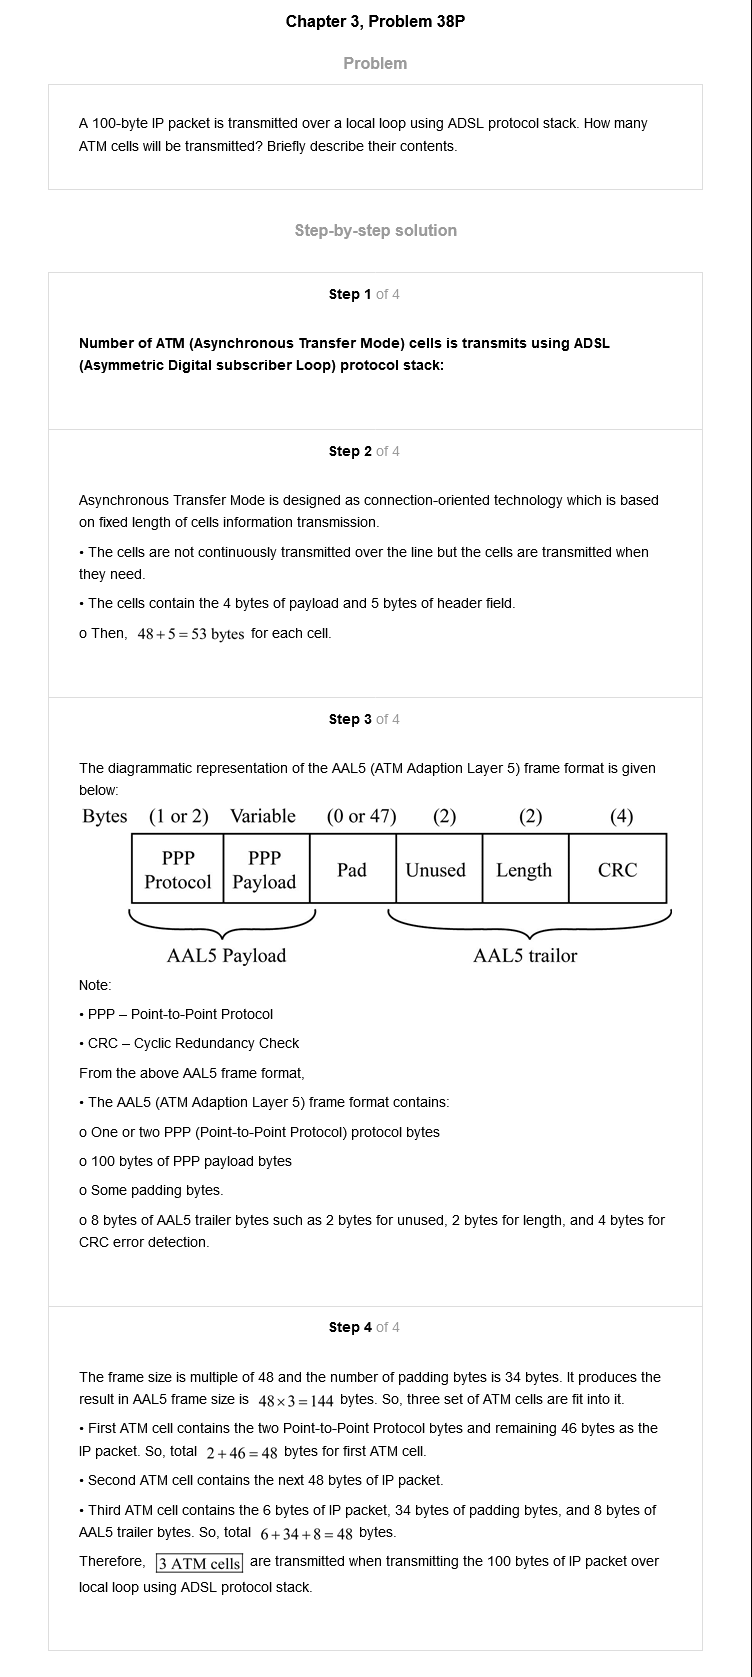 Chapter 3, Problem 38P
Problem
A 100-byte IP packet is transmitted over a local loop using ADSL protocol stack. How many
ATM cells will be transmitted? Briefly describe their contents.
Step-by-step solution
Step 1 of 4
Number of ATM (Asynchronous Transfer Mode) cells is transmits using ADSL
(Asymmetric Digital subscriber Loop) protocol stack:
Step 2 of 4
Asynchronous Transfer Mode is designed as connection-oriented technology which is based
on fixed length of cells information transmission.
• The cells are not continuously transmitted over the line but the cells are transmitted when
they need.
• The cells contain the 4 bytes of payload and 5 bytes of header field.
o Then, 48+5=53 bytes for each cell.
Step 3 of 4
The diagrammatic representation of the AAL5 (ATM Adaption Layer 5) frame format is given
below:
Bytes (1 or 2) Variable (0 or 47) (2) (2) (4)
PPP Protocol PPP Payload Pad Unused Length CRC
AAL5 Payload AAL5 trailor
Note:
• PPP – Point-to-Point Protocol
• CRC – Cyclic Redundancy Check
From the above AAL5 frame format,
• The AAL5 (ATM Adaption Layer 5) frame format contains:
o One or two PPP (Point-to-Point Protocol) protocol bytes
o 100 bytes of PPP payload bytes
o Some padding bytes.
o 8 bytes of AAL5 trailer bytes such as 2 bytes for unused, 2 bytes for length, and 4 bytes for
CRC error detection.
Step 4 of 4
The frame size is multiple of 48 and the number of padding bytes is 34 bytes. It produces the
result in AAL5 frame size is 48×3=144 bytes. So, three set of ATM cells are fit into it.
• First ATM cell contains the two Point-to-Point Protocol bytes and remaining 46 bytes as the
IP packet. So, total 2+46=48 bytes for first ATM cell.
• Second ATM cell contains the next 48 bytes of IP packet.
• Third ATM cell contains the 6 bytes of IP packet, 34 bytes of padding bytes, and 8 bytes of
AAL5 trailer bytes. So, total 6+34+8=48 bytes.
Therefore, 3 ATM cells are transmitted when transmitting the 100 bytes of IP packet over
local loop using ADSL protocol stack.